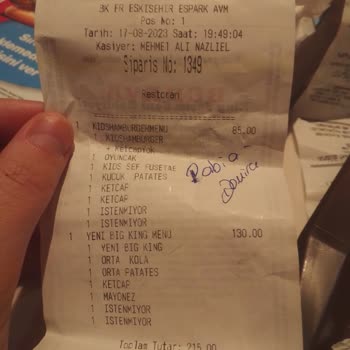 BK FR ESKISEHIR ESPARK AVM
Pos No: 1
Tarih: 17-08-2023 Saat: 19:49:04
Kasiyer: MEHMET ALI NAZLIEL
Siparis No: 1349
Restoran
1 KIDSHAMBURGERMENU 85.00
1 KIDSHAMBURGER
1 OYUNCAK
1 KIDS SEF FUSETAE
1 KUCUK PATATES
1 KETCAP
1 KETCAP
1 ISTENMIYOR
1 ISTENMIYOR
1 YENI BIG KING MENU 130.00
1 YENI BIG KING
1 ORTA KOLA
1 ORTA PATATES
1 KETCAP
1 MAYONEZ
1 ISTENMIYOR
1 ISTENMIYOR
Toplam Tutar: 215.00